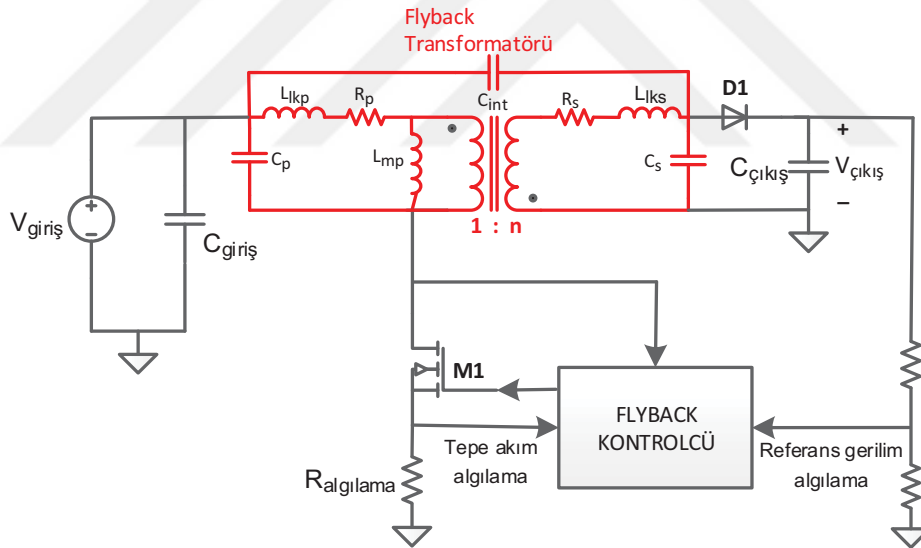 Flyback
Transformatörü
Llkp
Rp
Cint
Rs
Llks
D1
Cp
Lmp
Cs
Cçıkış
+
Vçıkış
–
Vgiriş
+
–
Cgiriş
1 : n
M1
FLYBACK
KONTROLCÜ
Tepe akım
algılama
Referans gerilim
algılama
Ralgılama